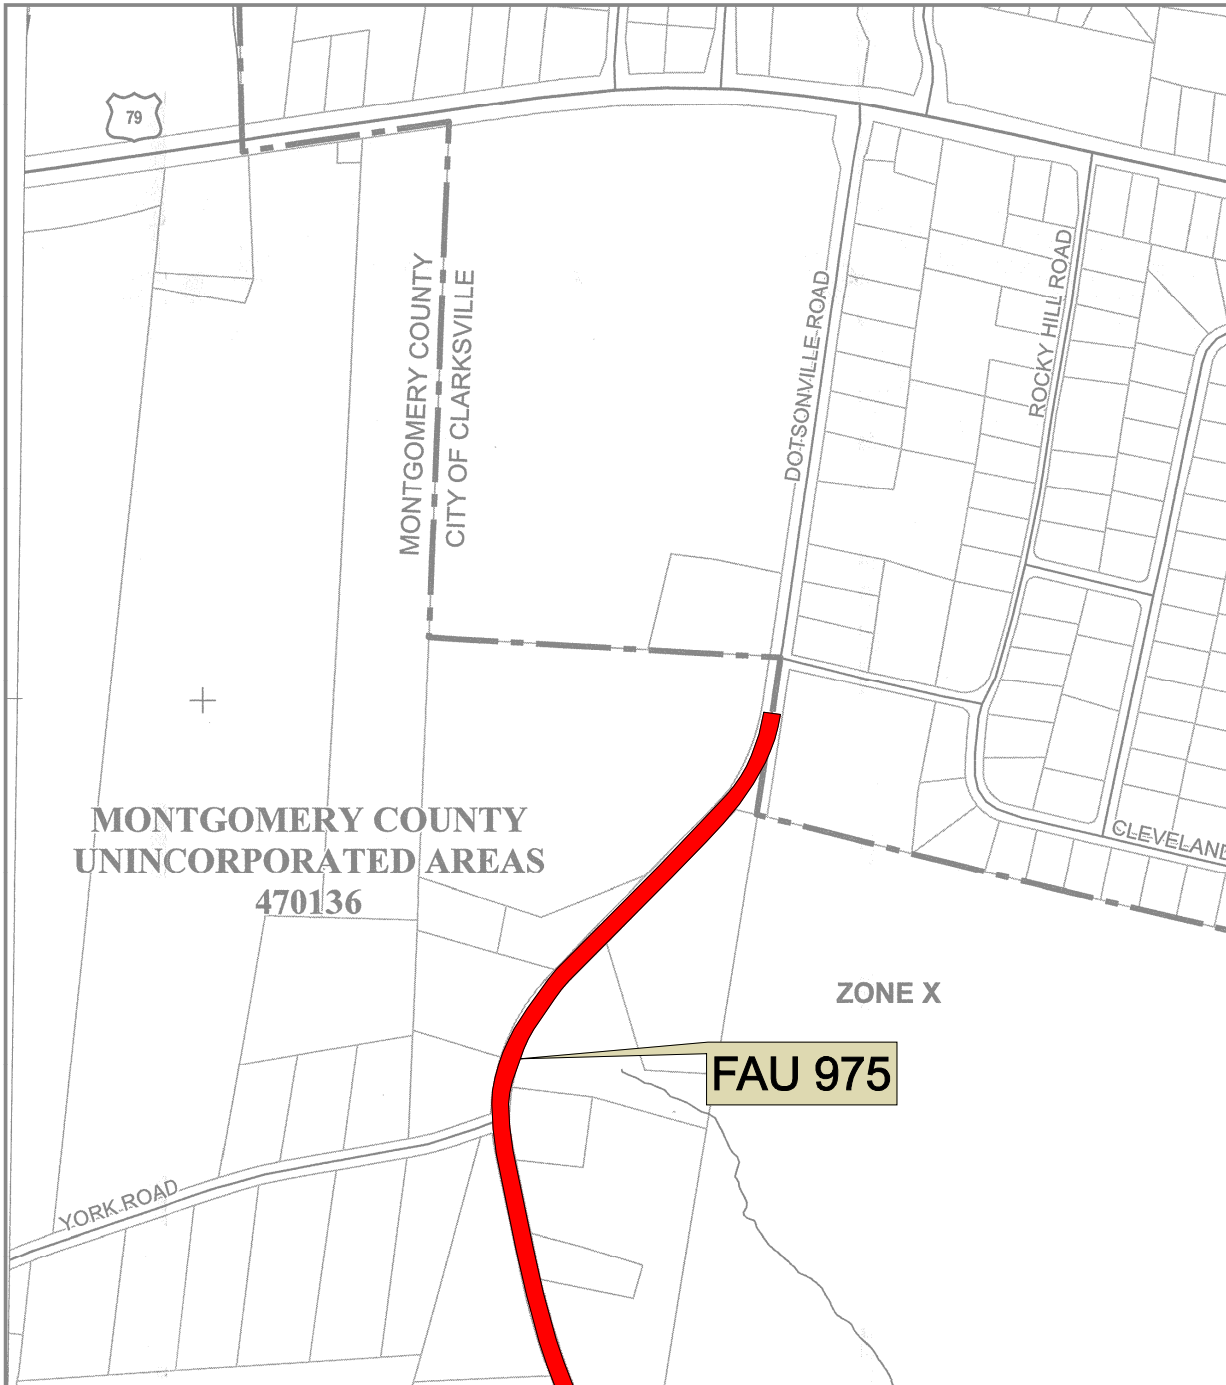 79
MONTGOMERY COUNTY
CITY OF CLARKSVILLE
DOTSONVILLE ROAD
ROCKY HILL ROAD
MONTGOMERY COUNTY
UNINCORPORATED AREAS
470136
CLEVELAND
ZONE X
FAU 975
YORK ROAD